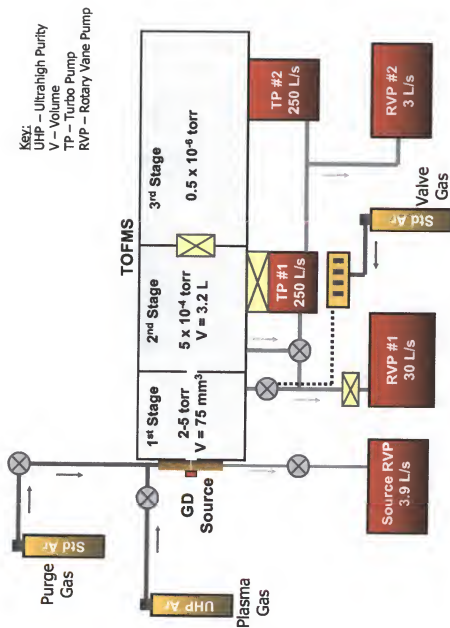 Key:
UHP – Ultrahigh Purity
V – Volume
TP – Turbo Pump
RVP – Rotary Vane Pump
TOFMS
1st Stage
2-5 torr
V = 75 mm³
2nd Stage
5 x 10⁻⁴ torr
V = 3.2 L
3rd Stage
0.5 x 10⁻⁶ torr
Purge
Gas
Std Ar
UHP Ar
Plasma
Gas
GD
Source
Source RVP
3.9 L/s
RVP #1
30 L/s
TP #1
250 L/s
TP #2
250 L/s
RVP #2
3 L/s
Valve
Gas
Std Ar